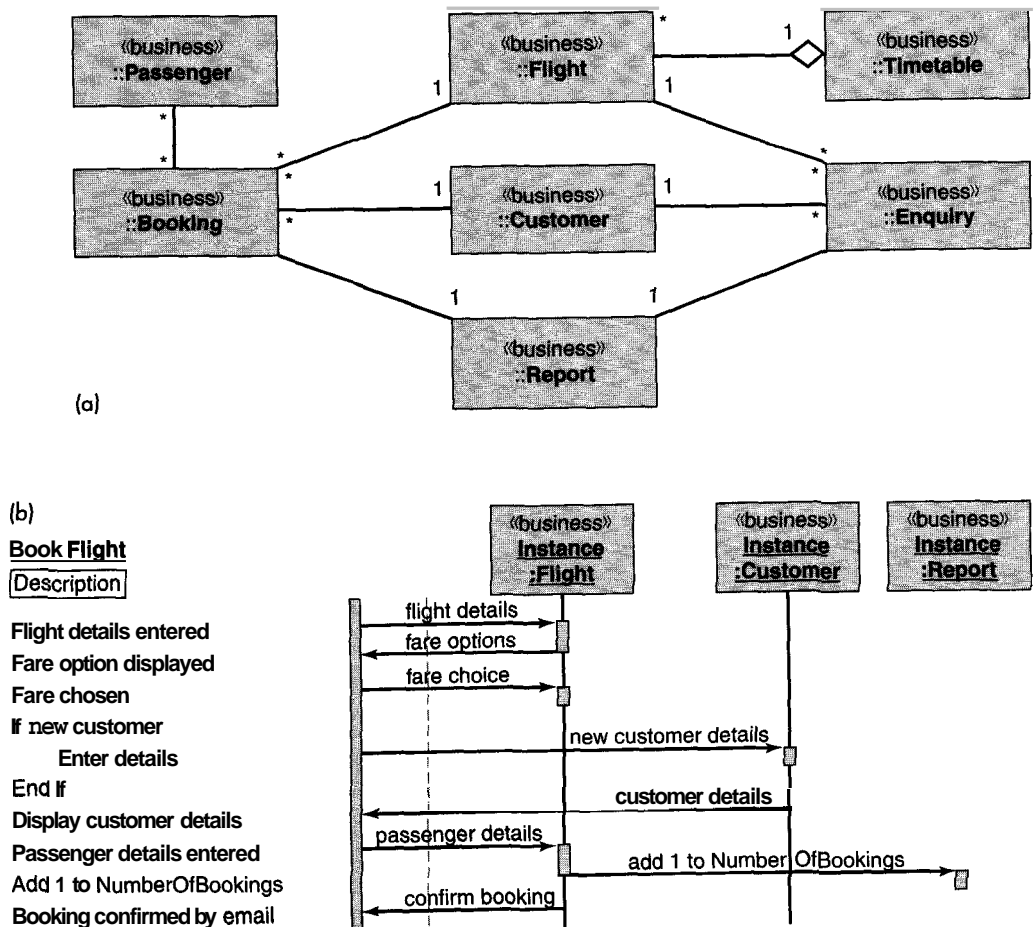 «business»
::Passenger
«business»
::Flight
«business»
::Timetable
*
1
1
1
*
*
*
*
*
*
«business»
::Booking
1
«business»
::Customer
1
«business»
::Enquiry
*
*
1
1
«business»
::Report
(a)
(b)
Book Flight
Description
«business»
Instance
:Flight
«business»
Instance
:Customer
«business»
Instance
:Report
Flight details entered
flight details
Fare option displayed
fare options
Fare chosen
fare choice
If new customer
Enter details
new customer details
End If
Display customer details
customer details
Passenger details entered
passenger details
Add 1 to NumberOfBookings
add 1 to Number OfBookings
Booking confirmed by email
confirm booking